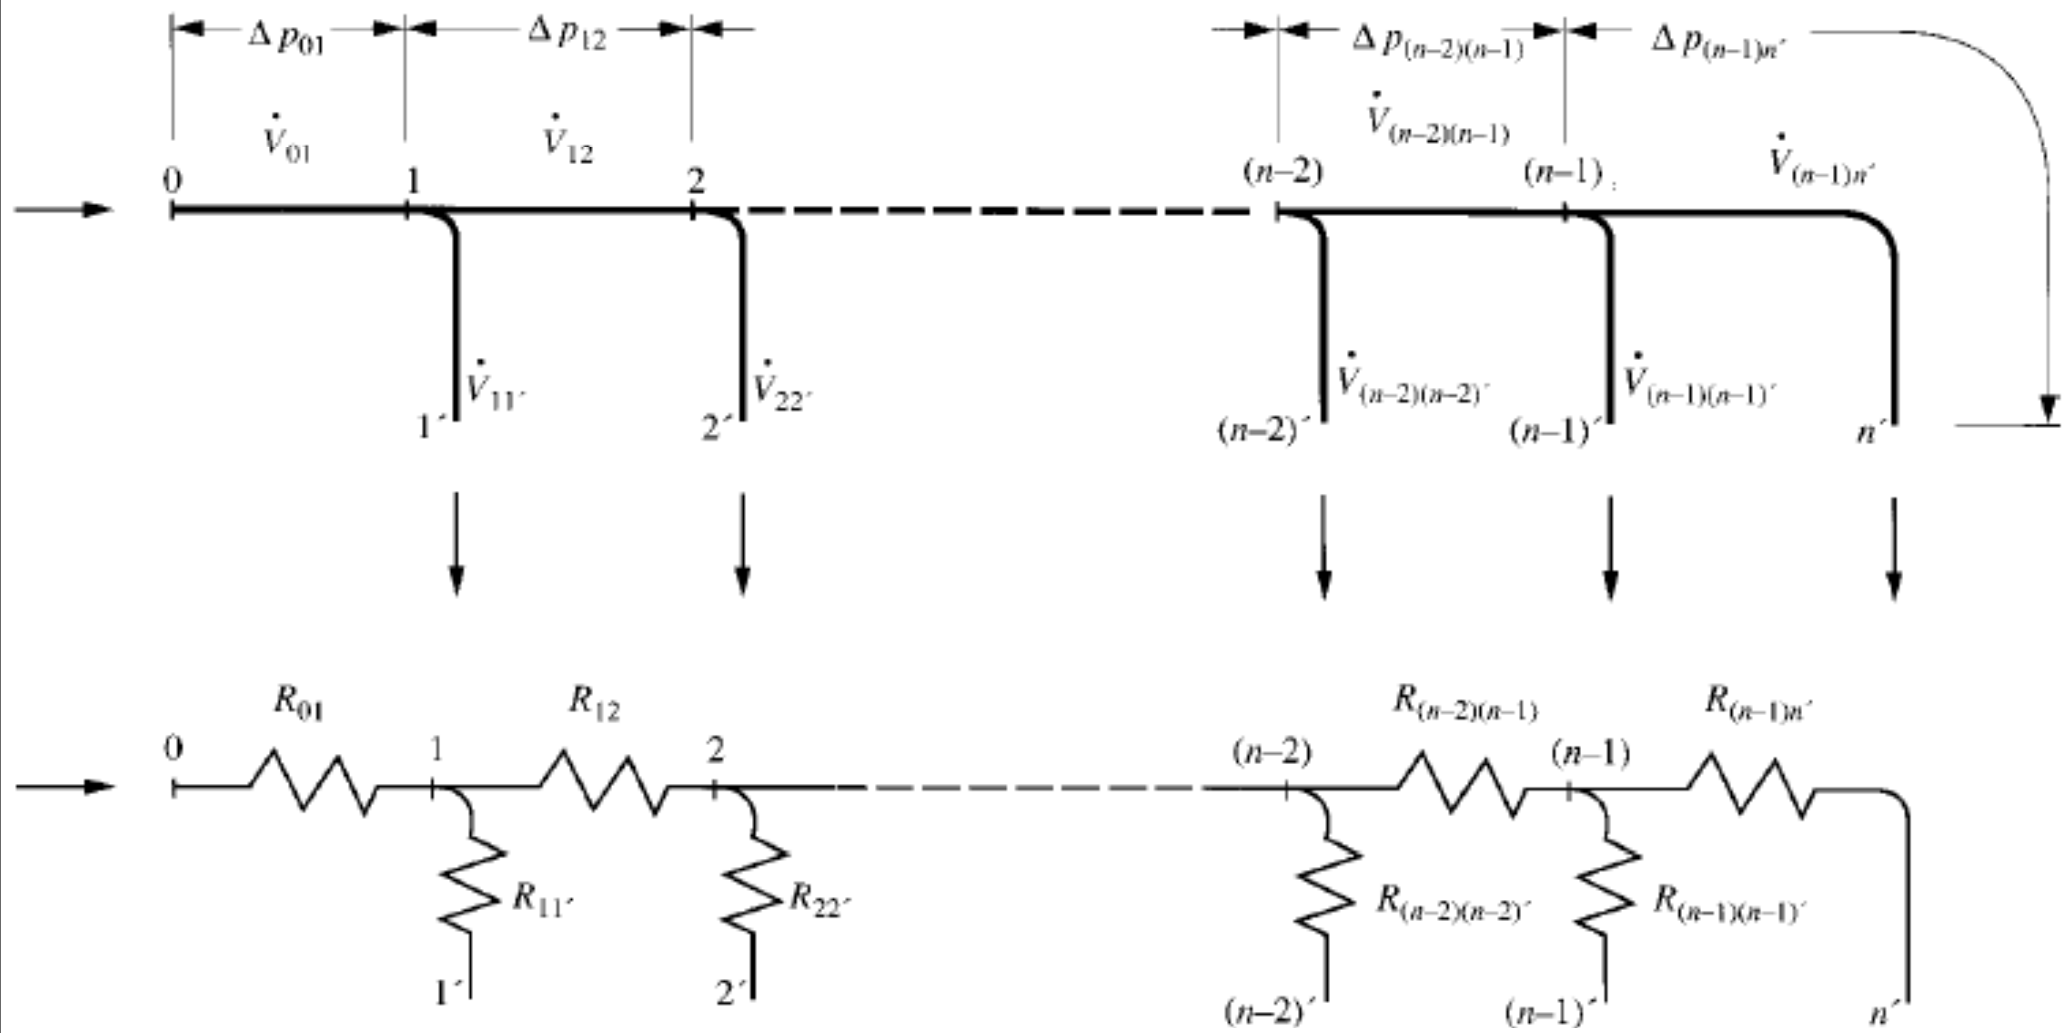 Δp₀₁ Δp₁₂ Δp₍ₙ₋₂₎₍ₙ₋₁₎ Δp₍ₙ₋₁₎ₙ′
V̇₀₁ V̇₁₂ V̇₍ₙ₋₂₎₍ₙ₋₁₎ V̇₍ₙ₋₁₎ₙ′
0 1 2 (n–2) (n–1)
V̇₁₁′ V̇₂₂′ V̇₍ₙ₋₂₎₍ₙ₋₂₎′ V̇₍ₙ₋₁₎₍ₙ₋₁₎′
1′ 2′ (n–2)′ (n–1)′ n′
R₀₁ R₁₂ R₍ₙ₋₂₎₍ₙ₋₁₎ R₍ₙ₋₁₎ₙ′
0 1 2 (n–2) (n–1)
R₁₁′ R₂₂′ R₍ₙ₋₂₎₍ₙ₋₂₎′ R₍ₙ₋₁₎₍ₙ₋₁₎′
1′ 2′ (n–2)′ (n–1)′ n′